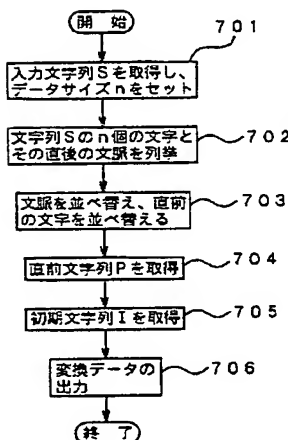 開始
701
入力文字列Sを取得し、
データサイズnをセット
702
文字列Sのn個の文字と
その直後の文脈を列挙
703
文脈を並べ替え、直前
の文字を並べ替える
704
直前文字列Pを取得
705
初期文字列Iを取得
706
変換データの
出力
終了